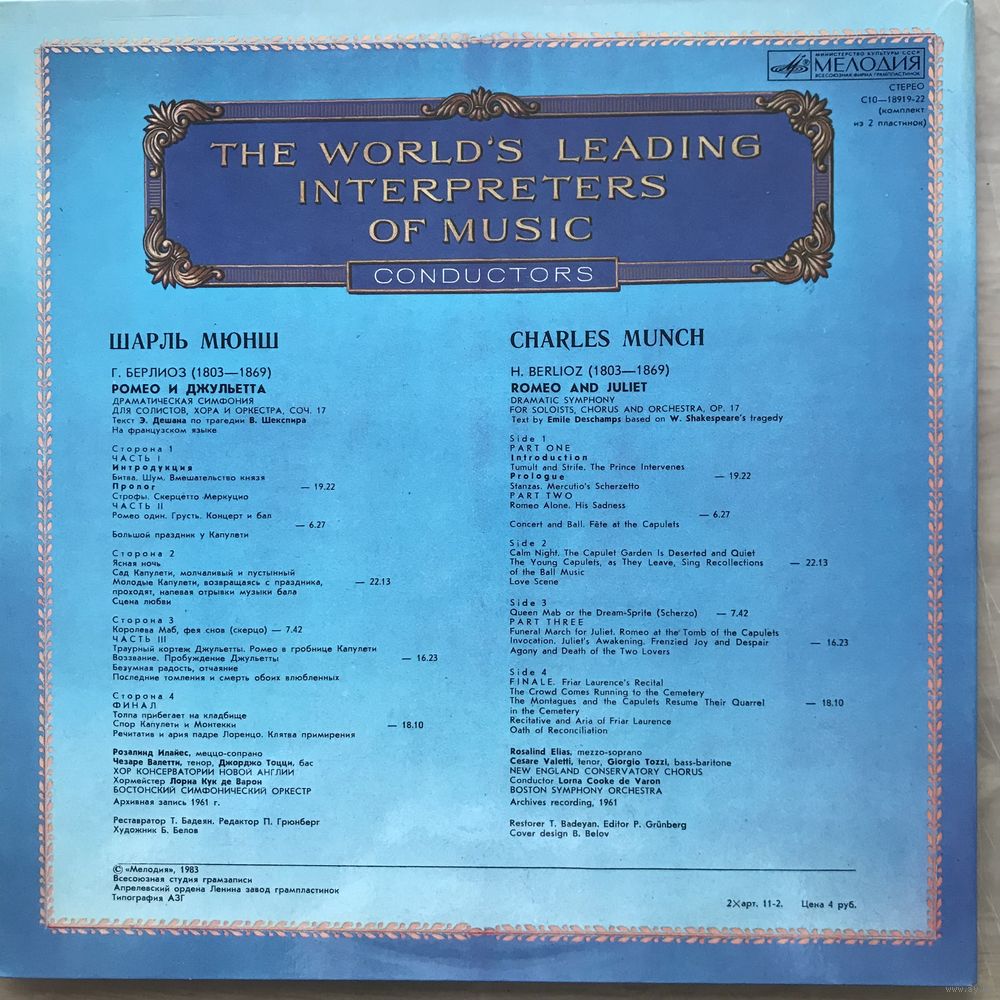 МИНИСТЕРСТВО КУЛЬТУРЫ СССР
МЕЛОДИЯ
ВСЕСОЮЗНАЯ ФИРМА ГРАМПЛАСТИНОК
СТЕРЕО
С10—18919-22
(комплект
из 2 пластинок)
THE WORLD'S LEADING
INTERPRETERS
OF MUSIC
CONDUCTORS
ШАРЛЬ МЮНШ
Г. БЕРЛИОЗ (1803—1869)
РОМЕО И ДЖУЛЬЕТТА
ДРАМАТИЧЕСКАЯ СИМФОНИЯ
ДЛЯ СОЛИСТОВ, ХОРА И ОРКЕСТРА, СОЧ. 17
Текст Э. Дешана по трагедии В. Шекспира
На французском языке
Сторона 1
ЧАСТЬ I
Интродукция
Битва. Шум. Вмешательство князя
Пролог — 19.22
Строфы. Скерцетто Меркуцио
ЧАСТЬ II
Ромео один. Грусть. Концерт и бал
— 6.27
Большой праздник у Капулети
Сторона 2
Ясная ночь
Сад Капулети, молчаливый и пустынный
Молодые Капулети, возвращаясь с праздника, — 22.13
проходят, напевая отрывки музыки бала
Сцена любви
Сторона 3
Королева Маб, фея снов (скерцо) — 7.42
ЧАСТЬ III
Траурный кортеж Джульетты. Ромео в гробнице Капулети
Воззвание. Пробуждение Джульетты — 16.23
Безумная радость, отчаяние
Последние томления и смерть обоих влюбленных
Сторона 4
ФИНАЛ
Толпа прибегает на кладбище
Спор Капулети и Монтекки — 18.10
Речитатив и ария падре Лоренцо. Клятва примирения
Розалинд Илайес, меццо-сопрано
Чезаре Валетти, тенор, Джорджо Тоцци, бас
ХОР КОНСЕРВАТОРИИ НОВОЙ АНГЛИИ
Хормейстер Лорна Кук де Варон
БОСТОНСКИЙ СИМФОНИЧЕСКИЙ ОРКЕСТР
Архивная запись 1961 г.
Реставратор Т. Бадеян. Редактор П. Грюнберг
Художник Б. Белов
CHARLES MUNCH
H. BERLIOZ (1803—1869)
ROMEO AND JULIET
DRAMATIC SYMPHONY
FOR SOLOISTS, CHORUS AND ORCHESTRA, OP. 17
Text by Emile Deschamps based on W. Shakespeare's tragedy
Side 1
PART ONE
Introduction
Tumult and Strife. The Prince Intervenes
Prologue — 19.22
Stanzas. Mercutio's Scherzetto
PART TWO
Romeo Alone. His Sadness
— 6.27
Concert and Ball. Fête at the Capulets
Side 2
Calm Night. The Capulet Garden Is Deserted and Quiet
The Young Capulets, as They Leave, Sing Recollections — 22.13
of the Ball Music
Love Scene
Side 3
Queen Mab or the Dream-Sprite (Scherzo) — 7.42
PART THREE
Funeral March for Juliet. Romeo at the Tomb of the Capulets
Invocation. Juliet's Awakening. Frenzied Joy and Despair — 16.23
Agony and Death of the Two Lovers
Side 4
FINALE. Friar Laurence's Recital
The Crowd Comes Running to the Cemetery
The Montagues and the Capulets Resume Their Quarrel — 18.10
in the Cemetery
Recitative and Aria of Friar Laurence
Oath of Reconciliation
Rosalind Elias, mezzo-soprano
Cesare Valetti, tenor, Giorgio Tozzi, bass-baritone
NEW ENGLAND CONSERVATORY CHORUS
Conductor Lorna Cooke de Varon
BOSTON SYMPHONY ORCHESTRA
Archives recording, 1961
Restorer T. Badeyan. Editor P. Grünberg
Cover design B. Belov
© «Мелодия», 1983
Всесоюзная студия грамзаписи
Апрелевский ордена Ленина завод грампластинок
Типография АЗГ
2×арт. 11-2. Цена 4 руб.